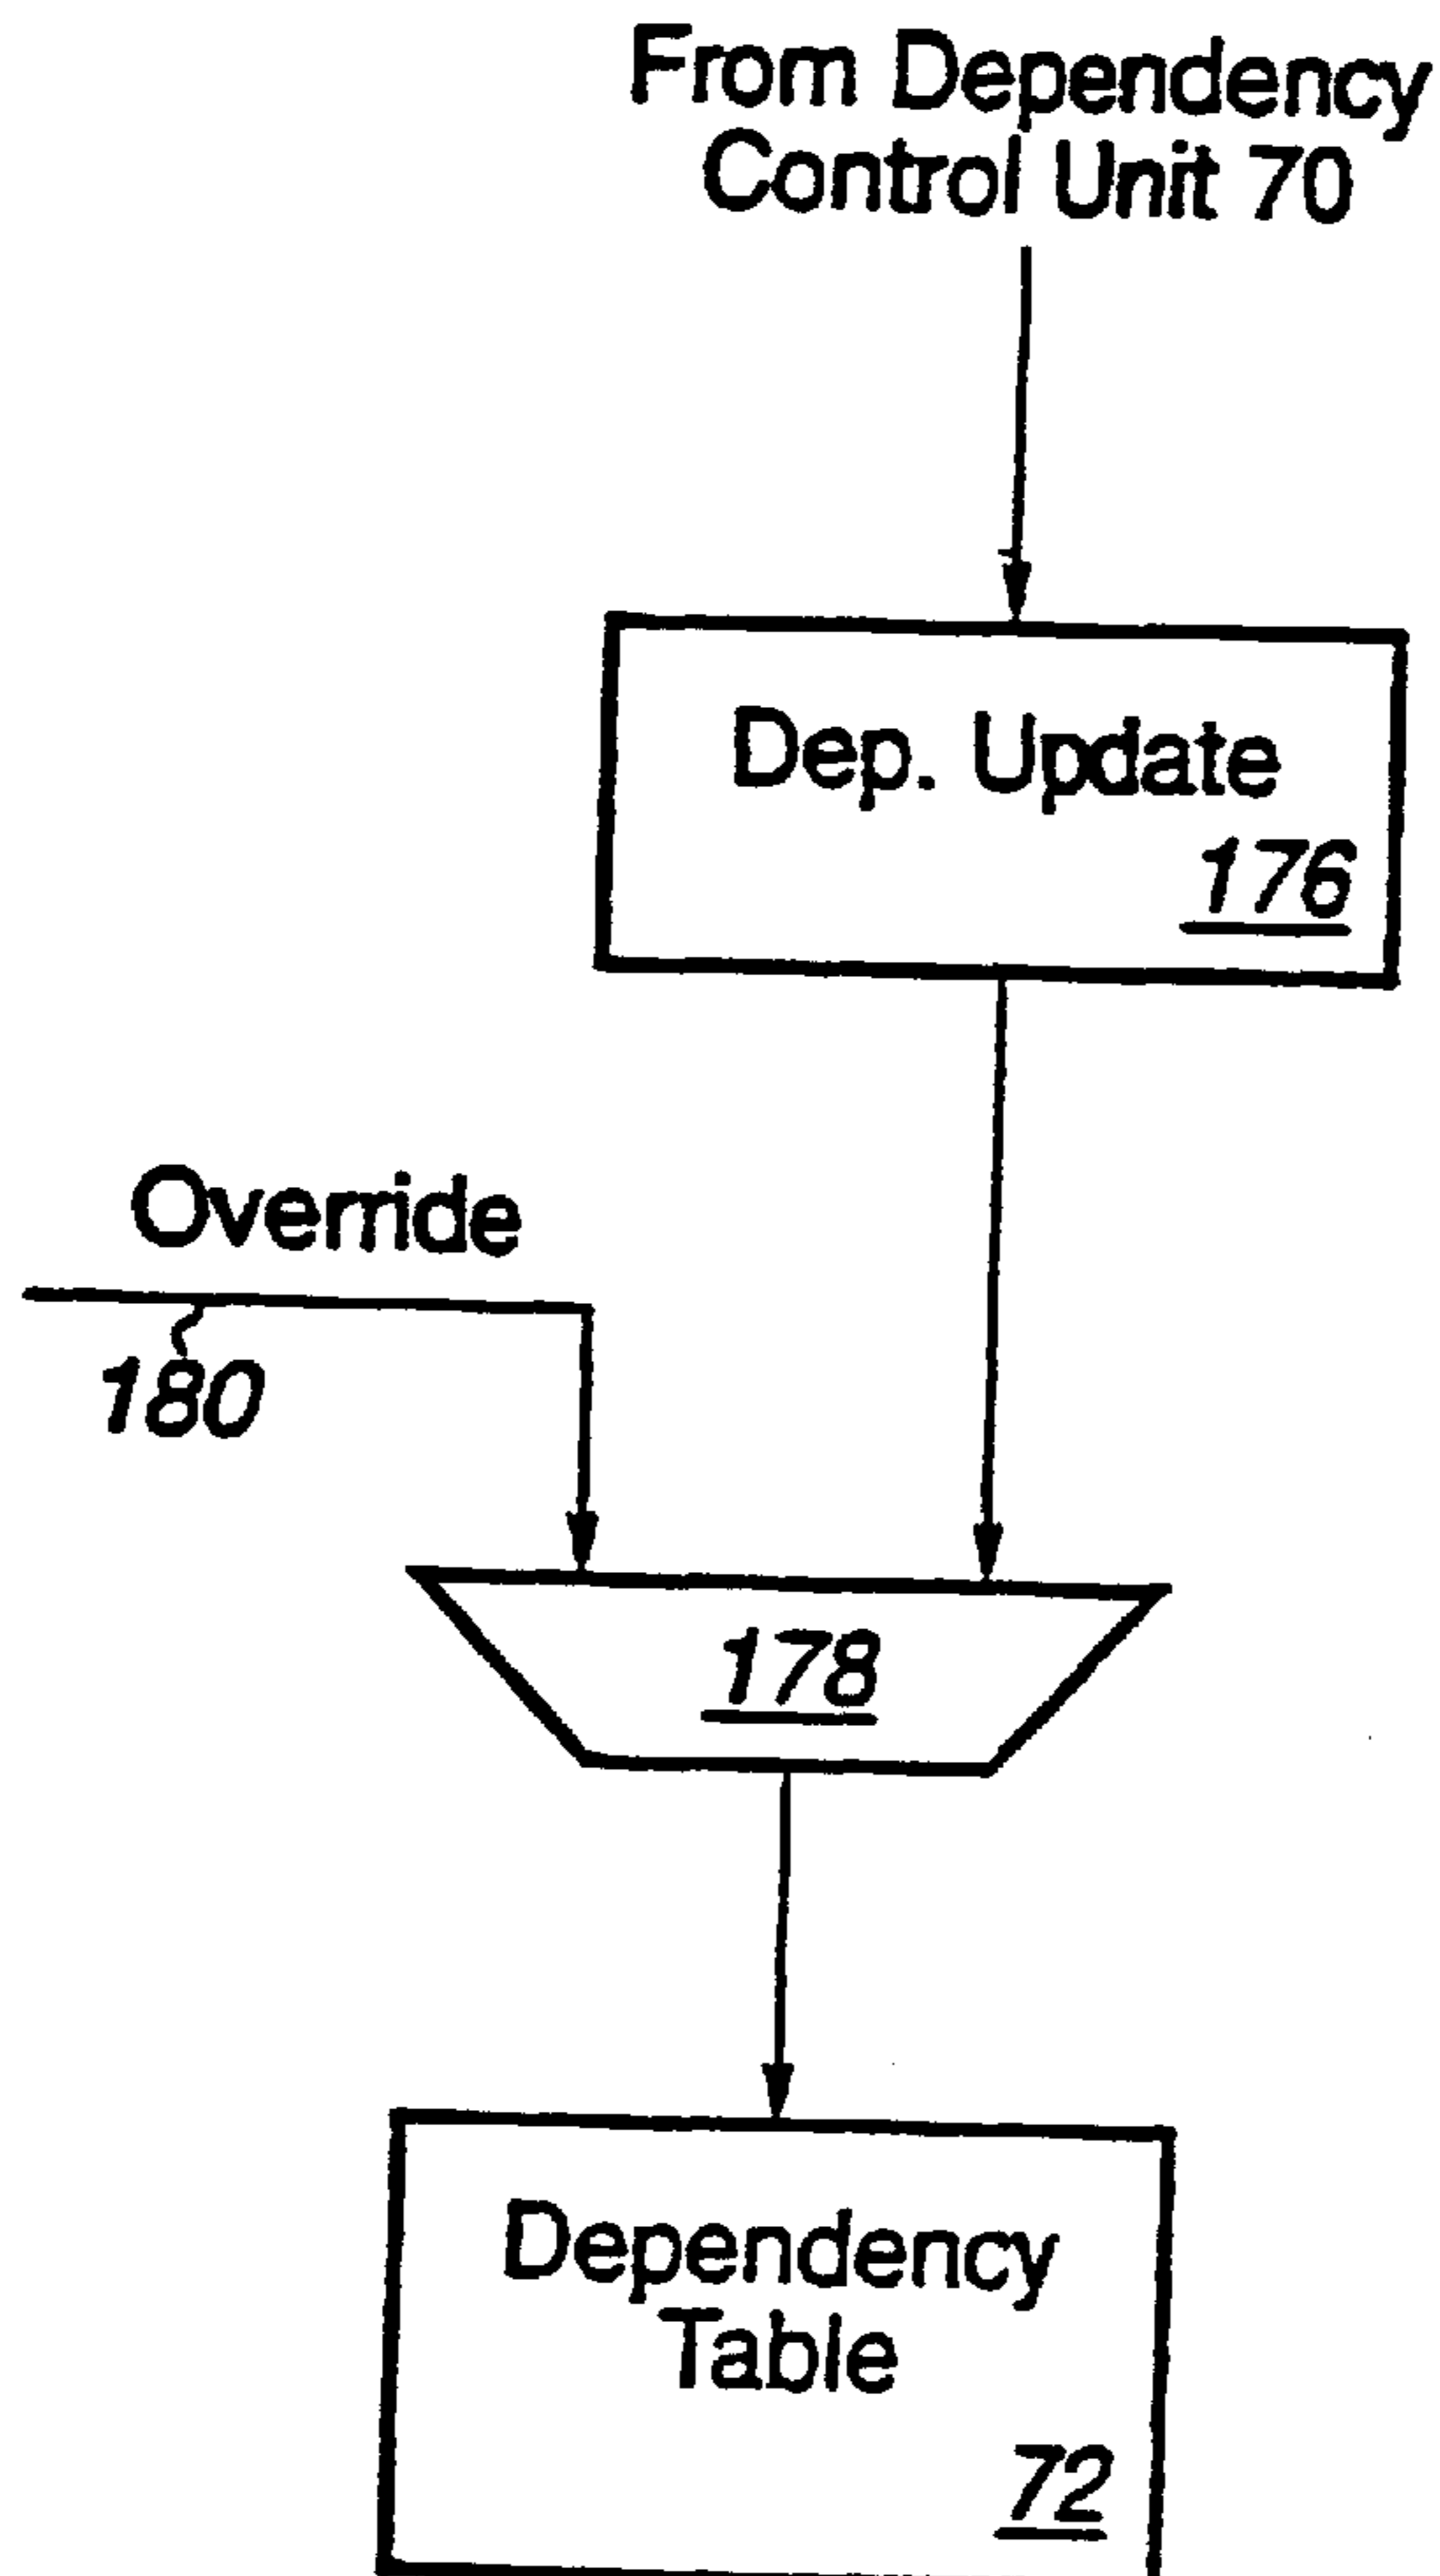 From Dependency
Control Unit 70
Dep. Update
176
Override
180
178
Dependency
Table
72